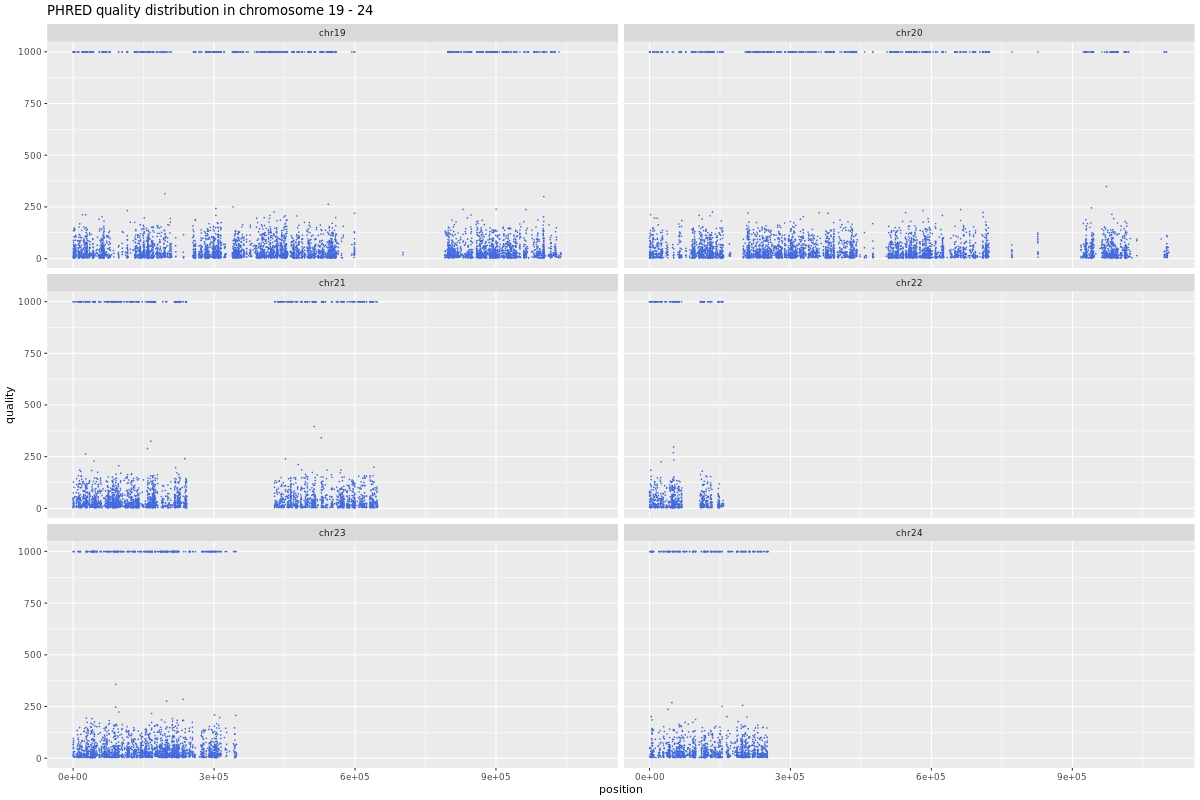 PHRED quality distribution in chromosome 19 - 24
chr19
chr20
1000
750
500
250
0
chr21
chr22
1000
750
500
250
0
quality
chr23
chr24
1000
750
500
250
0
0e+00
3e+05
6e+05
9e+05
0e+00
3e+05
6e+05
9e+05
position